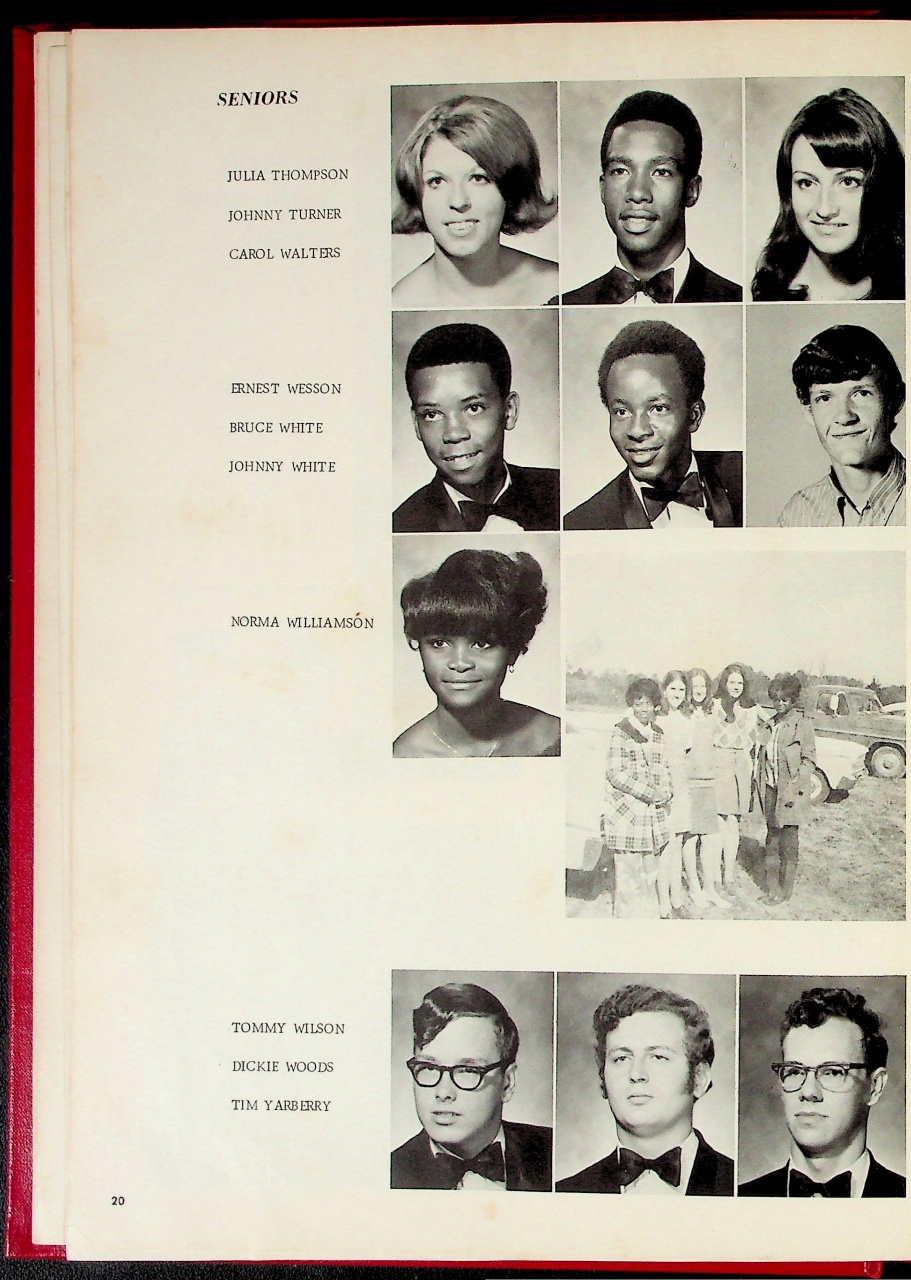 SENIORS
JULIA THOMPSON
JOHNNY TURNER
CAROL WALTERS
ERNEST WESSON
BRUCE WHITE
JOHNNY WHITE
NORMA WILLIAMSON
TOMMY WILSON
DICKIE WOODS
TIM YARBERRY
20